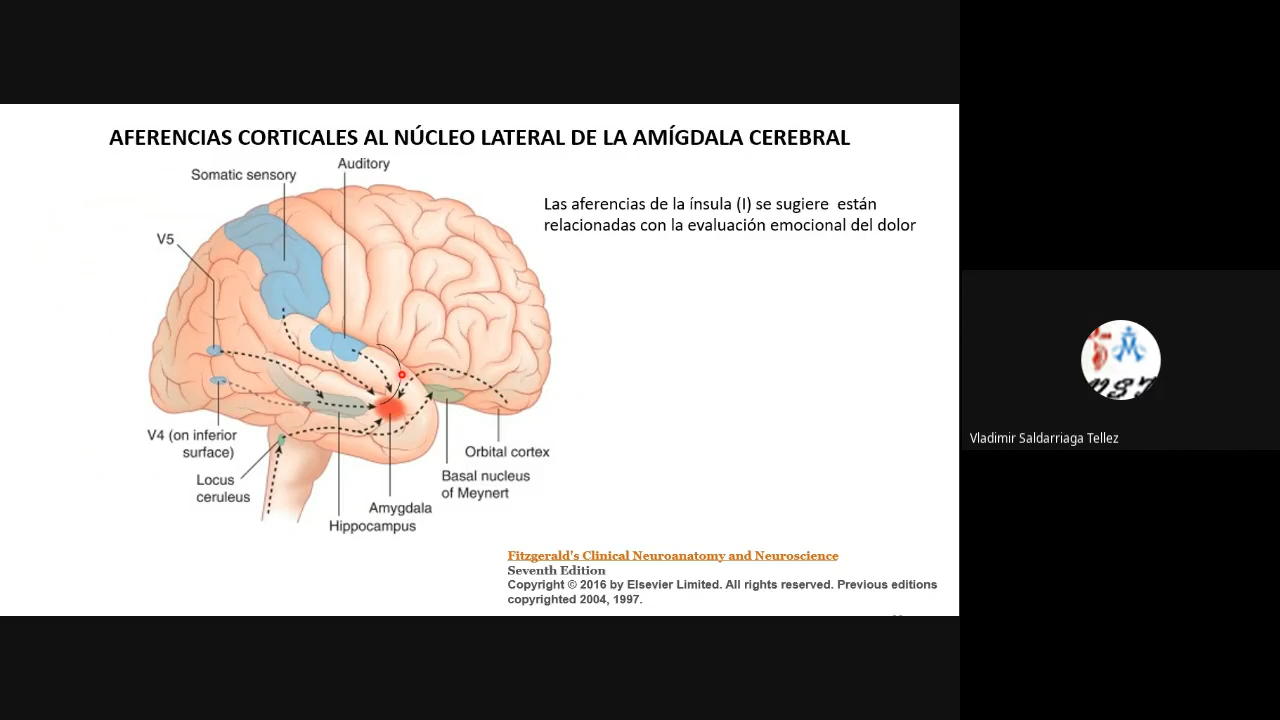 AFERENCIAS CORTICALES AL NÚCLEO LATERAL DE LA AMÍGDALA CEREBRAL
Auditory
Somatic sensory
V5
Las aferencias de la ínsula (I) se sugiere están
relacionadas con la evaluación emocional del dolor
V4 (on inferior
surface)
Locus
ceruleus
Orbital cortex
Basal nucleus
of Meynert
Amygdala
Hippocampus
Fitzgerald's Clinical Neuroanatomy and Neuroscience
Seventh Edition
Copyright © 2016 by Elsevier Limited. All rights reserved. Previous editions
copyrighted 2004, 1997.
Vladimir Saldarriaga Tellez